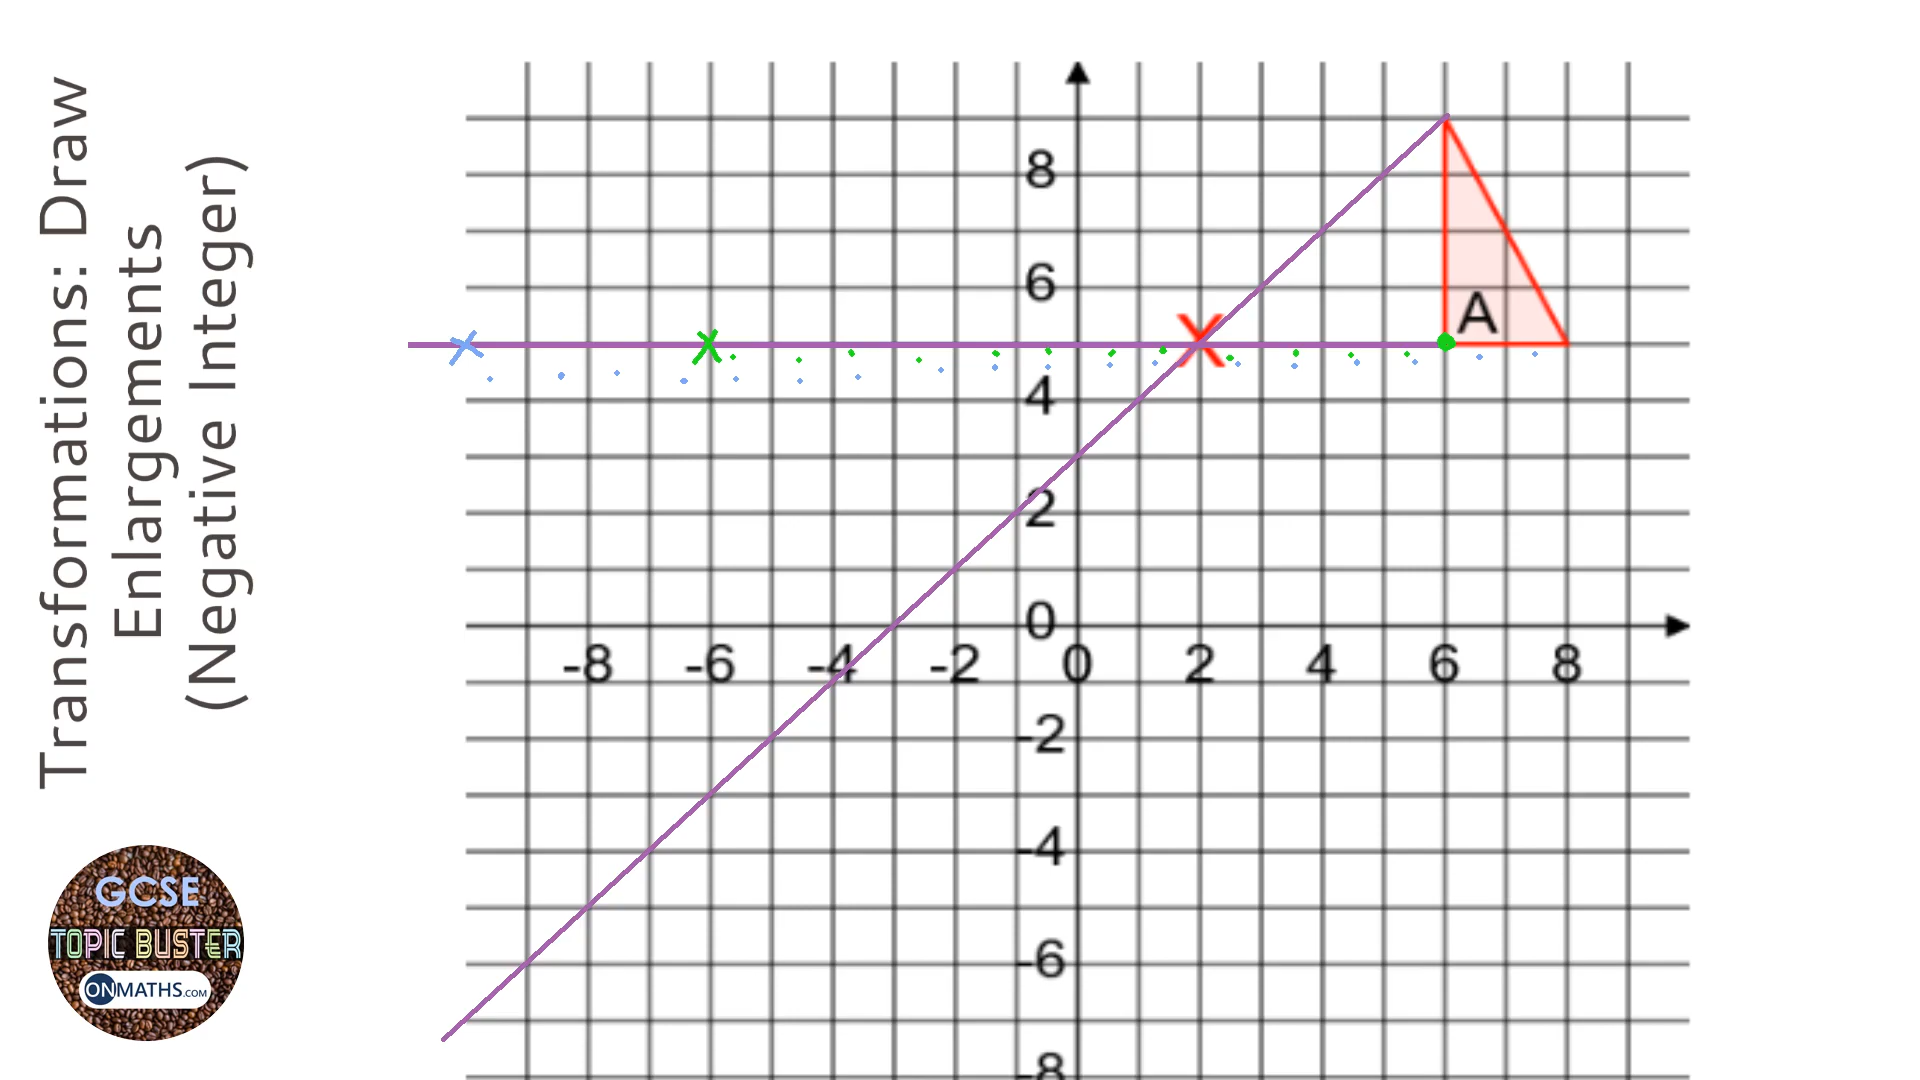 Transformations: Draw
Enlargements
(Negative Integer)
8
6
A
4
2
0
-8 -6 -4 -2 0 2 4 6 8
-2
-4
-6
-8
GCSE
TOPIC BUSTER
ONMATHS.COM